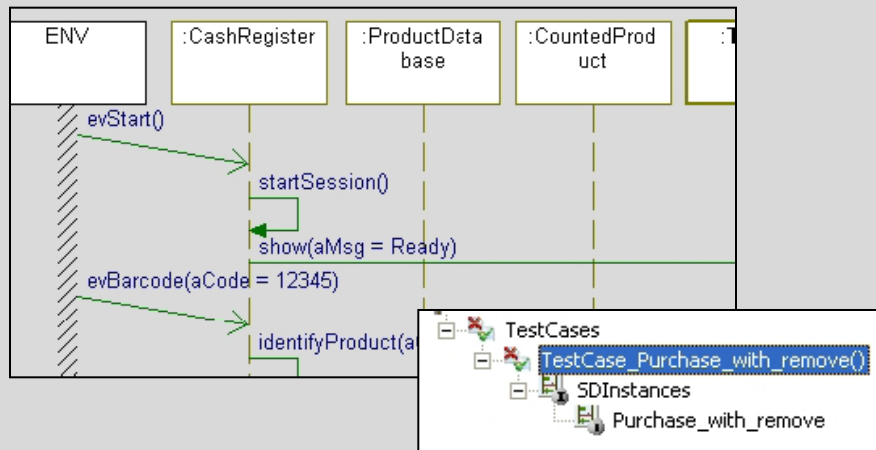 ENV
:CashRegister
:ProductData
base
:CountedProd
uct
evStart()
startSession()
show(aMsg = Ready)
evBarcode(aCode = 12345)
identifyProduct(a
TestCases
TestCase_Purchase_with_remove()
SDInstances
Purchase_with_remove